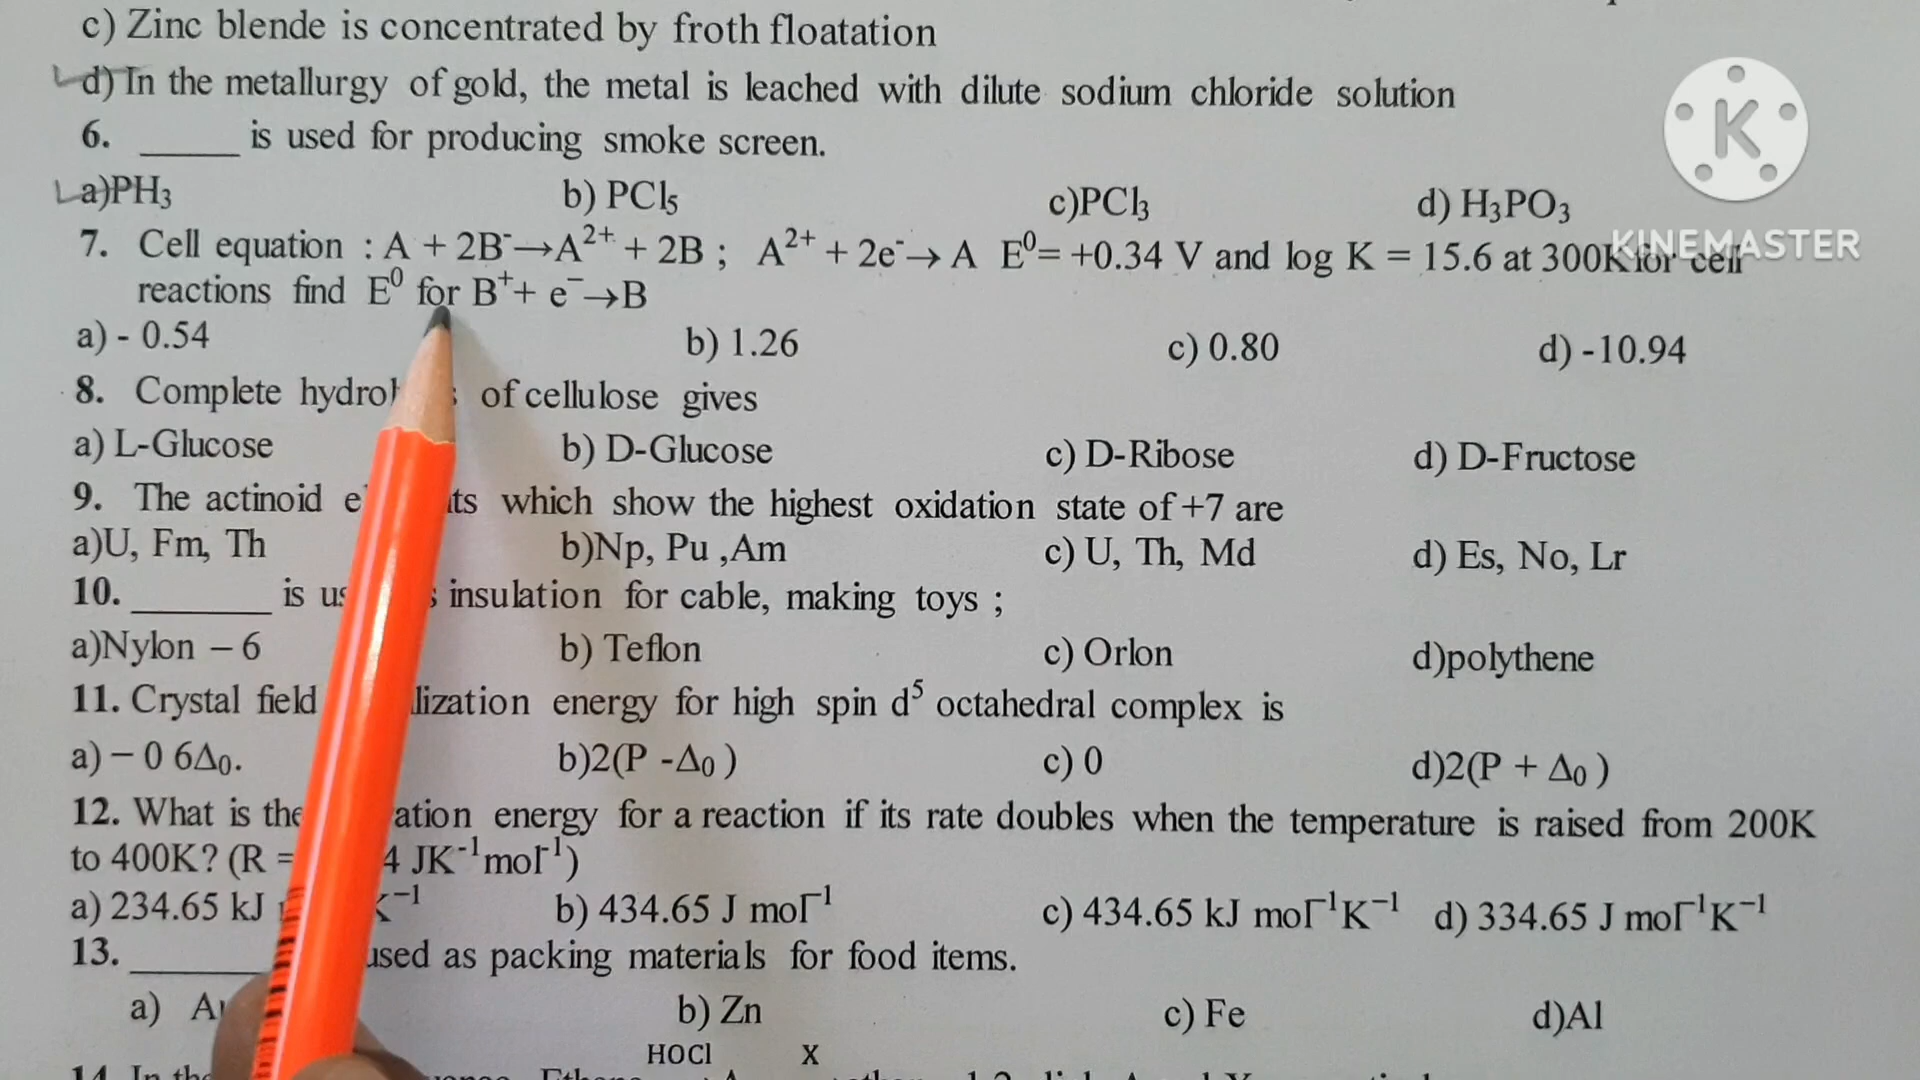 c) Zinc blende is concentrated by froth floatation
d) In the metallurgy of gold, the metal is leached with dilute sodium chloride solution
6. _____ is used for producing smoke screen.
a)PH₃ b) PCl₅ c)PCl₃ d) H₃PO₃
7. Cell equation : A + 2B⁻→A²⁺ + 2B ; A²⁺ + 2e⁻→ A E⁰= +0.34 V and log K = 15.6 at 300K for cell
reactions find E⁰ for B⁺+ e⁻→B
a) - 0.54 b) 1.26 c) 0.80 d) -10.94
8. Complete of cellulose gives
a) L-Glucose b) D-Glucose c) D-Ribose d) D-Fructose
9. The actinoid which show the highest oxidation state of +7 are
a)U, Fm, Th b)Np, Pu ,Am c) U, Th, Md d) Es, No, Lr
10. _______ is insulation for cable, making toys ;
a)Nylon – 6 b) Teflon c) Orlon d)polythene
11. Crystal field energy for high spin d⁵ octahedral complex is
a) – 0 6Δ₀. b)2(P -Δ₀ ) c) 0 d)2(P + Δ₀ )
12. What is the energy for a reaction if its rate doubles when the temperature is raised from 200K
to 400K? (R = 4 JK⁻¹mol⁻¹)
a) 234.65 kJ K⁻¹ b) 434.65 J mol⁻¹ c) 434.65 kJ mol⁻¹K⁻¹ d) 334.65 J mol⁻¹K⁻¹
13. _______ used as packing materials for food items.
a) b) Zn c) Fe d)Al
HOCl X
14. In the
K
KINEMASTER